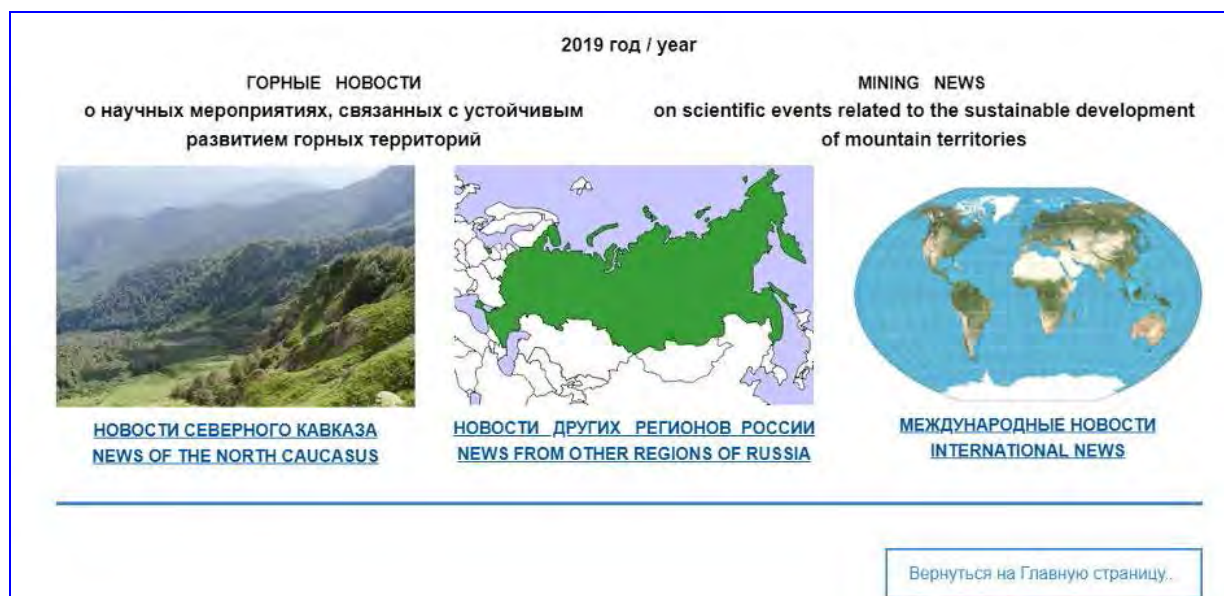 2019 год / year
ГОРНЫЕ НОВОСТИ
о научных мероприятиях, связанных с устойчивым
развитием горных территорий
MINING NEWS
on scientific events related to the sustainable development
of mountain territories
НОВОСТИ СЕВЕРНОГО КАВКАЗА
NEWS OF THE NORTH CAUCASUS
НОВОСТИ ДРУГИХ РЕГИОНОВ РОССИИ
NEWS FROM OTHER REGIONS OF RUSSIA
МЕЖДУНАРОДНЫЕ НОВОСТИ
INTERNATIONAL NEWS
Вернуться на Главную страницу..